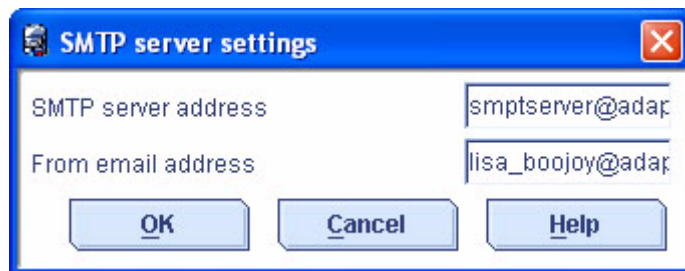 SMTP server settings
SMTP server address smptserver@adap
From email address lisa_boojoy@adap
OK Cancel Help